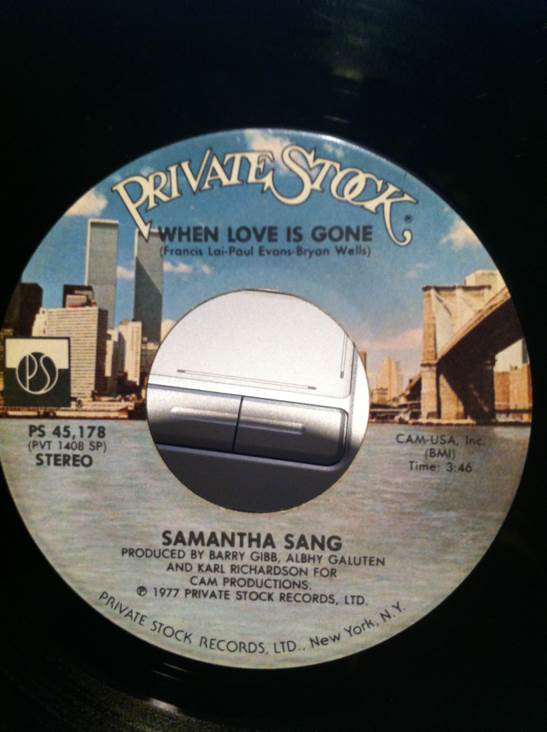 PRIVATE STOCK
®
WHEN LOVE IS GONE
(Francis Lai-Paul Evans-Bryan Wells)
PS
PS 45,178
(PVT 1408 SP)
STEREO
CAM-USA, Inc.
(BMI)
Time: 3:46
SAMANTHA SANG
PRODUCED BY BARRY GIBB, ALBHY GALUTEN
AND KARL RICHARDSON FOR
CAM PRODUCTIONS.
℗ 1977 PRIVATE STOCK RECORDS, LTD.
PRIVATE STOCK RECORDS, LTD., New York, N.Y.